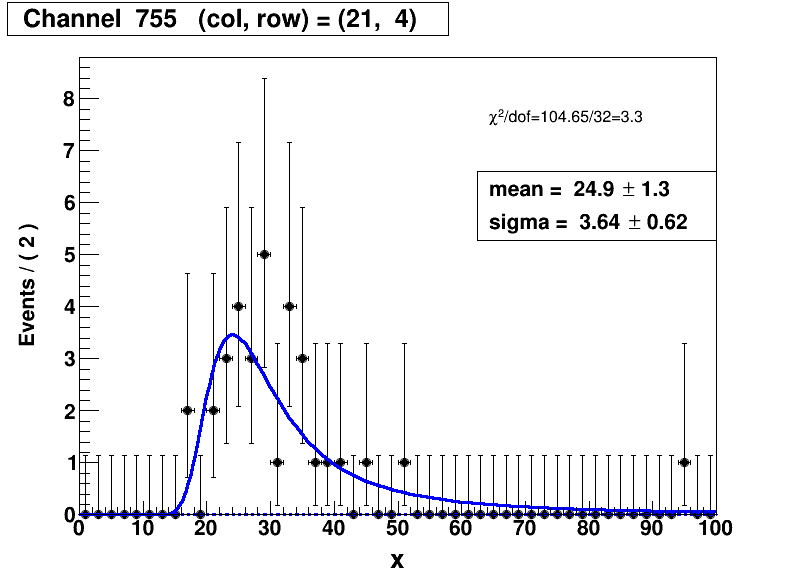 Channel  755   (col, row) = (21,  4)
χ²/dof=104.65/32=3.3
mean =  24.9 ± 1.3
sigma =  3.64 ± 0.62
Events / ( 2 )
8
7
6
5
4
3
2
1
0
0 10 20 30 40 50 60 70 80 90 100
x